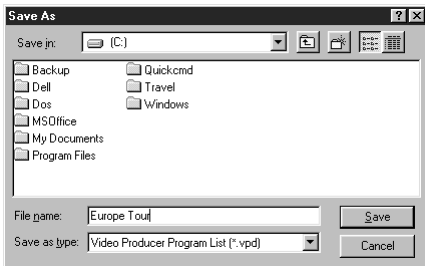 Save As
Save in: (C:)
Backup
Dell
Dos
MSOffice
My Documents
Program Files
Quickcmd
Travel
Windows
File name: Europe Tour
Save
Save as type: Video Producer Program List (*.vpd)
Cancel